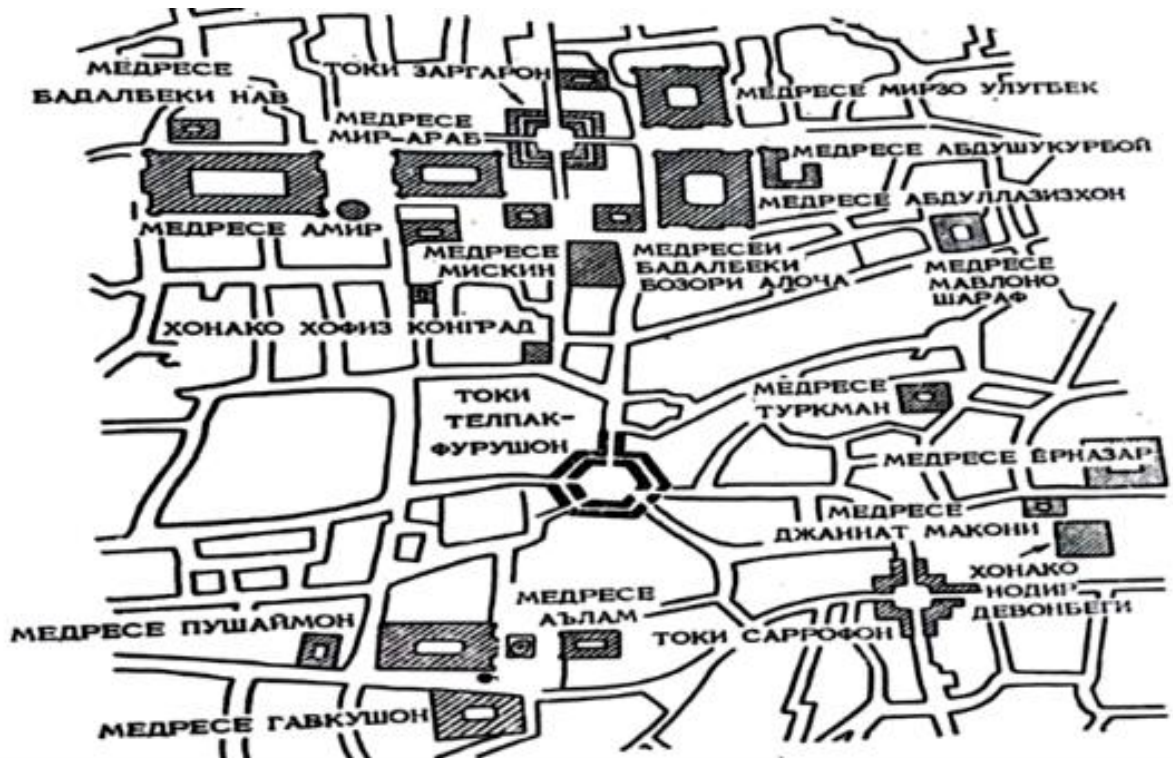 МЕДРЕСЕ
БАДАЛБЕКИ НАВ
ТОКИ ЗАРГАРОН
МЕДРЕСЕ МИРЗО УЛУГБЕК
МЕДРЕСЕ
МИР-АРАБ
МЕДРЕСЕ АБДУШУКУРБОЙ
МЕДРЕСЕ АБДУЛЛАЗИЗХОН
МЕДРЕСЕ АМИР
МЕДРЕСЕ
МИСКИН
МЕДРЕСЕИ
БАДАЛБЕКИ
БОЗОРИ АЛОЧА
МЕДРЕСЕ
МАВЛОНО
ШАРАФ
ХОНАКО ХОФИЗ КОНГРАД
ТОКИ
ТЕЛПАК-
ФУРУШОН
МЕДРЕСЕ
ТУРКМАН
МЕДРЕСЕ ЁРНАЗАР
МЕДРЕСЕ
ДЖАННАТ МАКОНИ
ХОНАКО
НОДИР
ДЕВОНБЕГИ
МЕДРЕСЕ
АЪЛАМ
МЕДРЕСЕ ПУШАЙМОН
ТОКИ САРРОФОН
МЕДРЕСЕ ГАВКУШОН